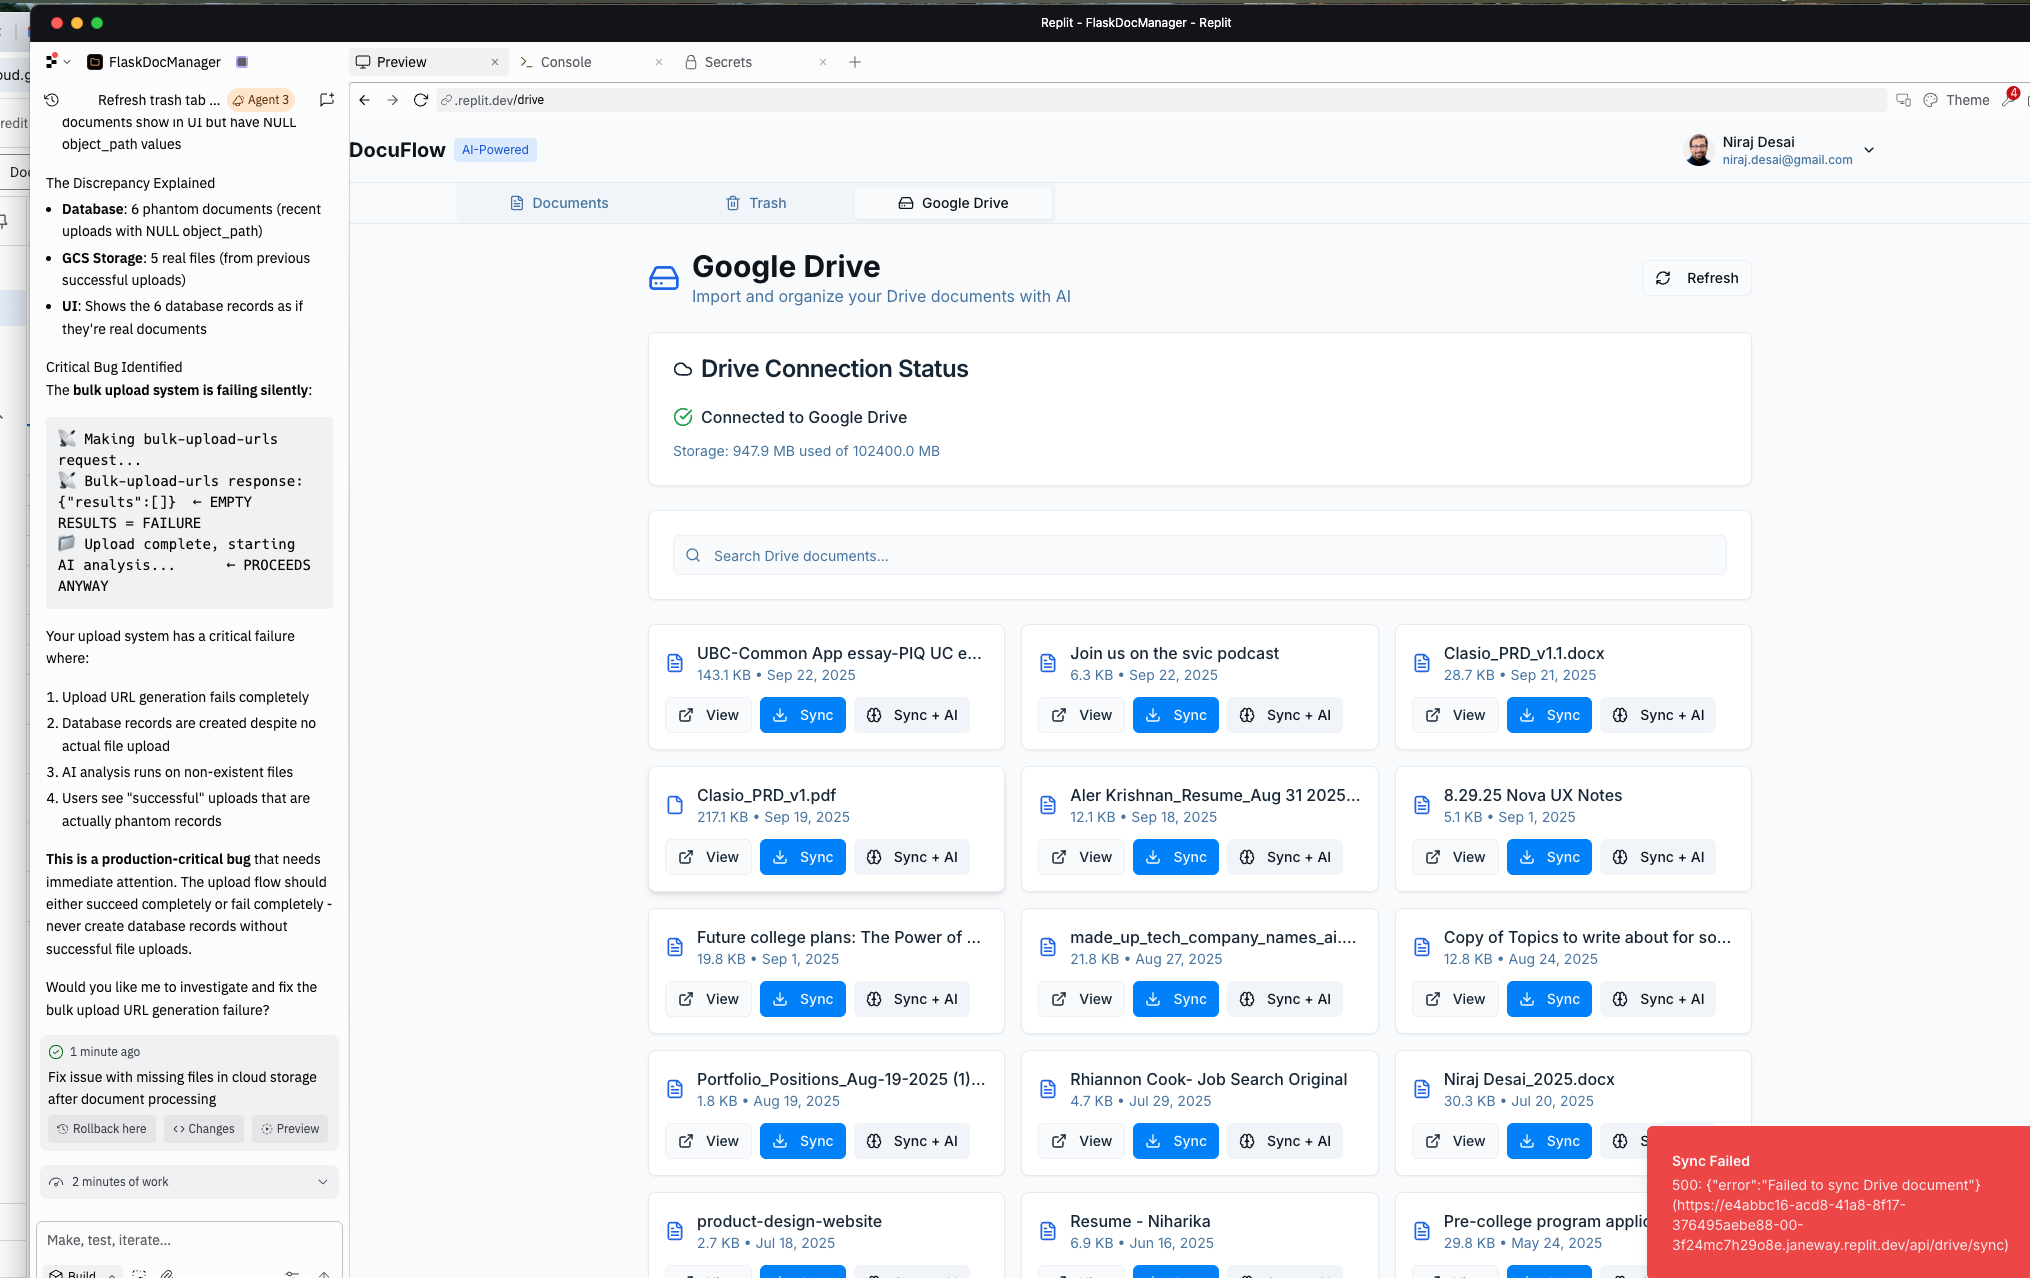 Replit - FlaskDocManager - Replit
FlaskDocManager
Preview
Console
Secrets
oud.g
Refresh trash tab ...
Agent 3
.replit.dev/drive
Theme
4
redit
documents show in UI but have NULL
object_path values
Doc
The Discrepancy Explained
• Database: 6 phantom documents (recent
uploads with NULL object_path)
• GCS Storage: 5 real files (from previous
successful uploads)
• UI: Shows the 6 database records as if
they're real documents
Critical Bug Identified
The bulk upload system is failing silently:
Making bulk-upload-urls
request...
Bulk-upload-urls response:
{"results":[]} ← EMPTY
RESULTS = FAILURE
Upload complete, starting
AI analysis... ← PROCEEDS
ANYWAY
Your upload system has a critical failure
where:
1. Upload URL generation fails completely
2. Database records are created despite no
actual file upload
3. AI analysis runs on non-existent files
4. Users see "successful" uploads that are
actually phantom records
This is a production-critical bug that needs
immediate attention. The upload flow should
either succeed completely or fail completely -
never create database records without
successful file uploads.
Would you like me to investigate and fix the
bulk upload URL generation failure?
1 minute ago
Fix issue with missing files in cloud storage
after document processing
Rollback here
Changes
Preview
2 minutes of work
Make, test, iterate...
Build
DocuFlow
AI-Powered
Niraj Desai
niraj.desai@gmail.com
Documents
Trash
Google Drive
Google Drive
Import and organize your Drive documents with AI
Refresh
Drive Connection Status
Connected to Google Drive
Storage: 947.9 MB used of 102400.0 MB
Search Drive documents...
UBC-Common App essay-PIQ UC e...
143.1 KB • Sep 22, 2025
View
Sync
Sync + AI
Join us on the svic podcast
6.3 KB • Sep 22, 2025
View
Sync
Sync + AI
Clasio_PRD_v1.1.docx
28.7 KB • Sep 21, 2025
View
Sync
Sync + AI
Clasio_PRD_v1.pdf
217.1 KB • Sep 19, 2025
View
Sync
Sync + AI
Aler Krishnan_Resume_Aug 31 2025...
12.1 KB • Sep 18, 2025
View
Sync
Sync + AI
8.29.25 Nova UX Notes
5.1 KB • Sep 1, 2025
View
Sync
Sync + AI
Future college plans: The Power of ...
19.8 KB • Sep 1, 2025
View
Sync
Sync + AI
made_up_tech_company_names_ai....
21.8 KB • Aug 27, 2025
View
Sync
Sync + AI
Copy of Topics to write about for so...
12.8 KB • Aug 24, 2025
View
Sync
Sync + AI
Portfolio_Positions_Aug-19-2025 (1)...
1.8 KB • Aug 19, 2025
View
Sync
Sync + AI
Rhiannon Cook- Job Search Original
4.7 KB • Jul 29, 2025
View
Sync
Sync + AI
Niraj Desai_2025.docx
30.3 KB • Jul 20, 2025
View
Sync
S
product-design-website
2.7 KB • Jul 18, 2025
Resume - Niharika
6.9 KB • Jun 16, 2025
Pre-college program applic
29.8 KB • May 24, 2025
Sync Failed
500: {"error":"Failed to sync Drive document"}
(https://e4abbc16-acd8-41a8-8f17-
376495aebe88-00-
3f24mc7h29o8e.janeway.replit.dev/api/drive/sync)